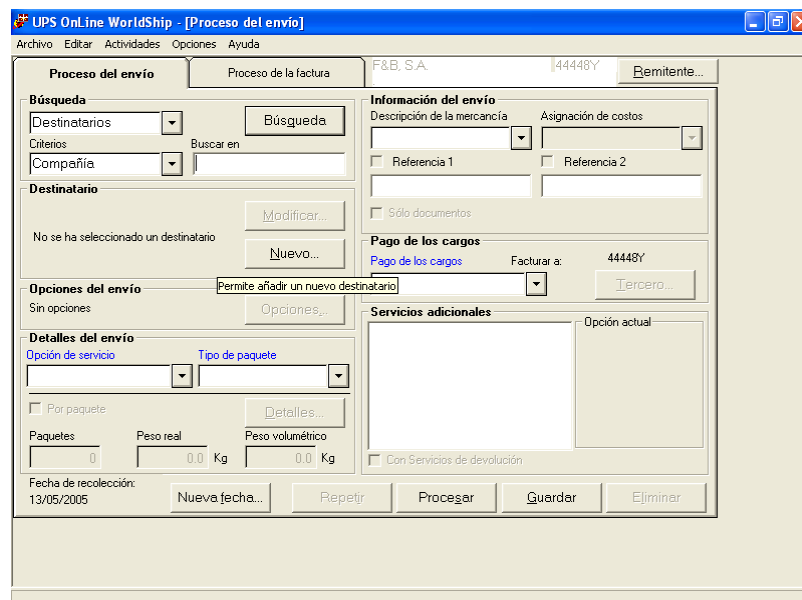 UPS OnLine WorldShip - [Proceso del envío]
Archivo Editar Actividades Opciones Ayuda
Proceso del envío
Proceso de la factura
F&B, S.A.
44448Y
Remitente...
Búsqueda
Destinatarios
Búsqueda
Criterios
Buscar en
Compañía
Destinatario
Modificar...
No se ha seleccionado un destinatario
Nuevo...
Permite añadir un nuevo destinatario
Opciones del envío
Sin opciones
Opciones...
Detalles del envío
Opción de servicio
Tipo de paquete
Por paquete
Detalles...
Paquetes
Peso real
Peso volumétrico
0
0.0 Kg
0.0 Kg
Información del envío
Descripción de la mercancía
Asignación de costos
Referencia 1
Referencia 2
Sólo documentos
Pago de los cargos
Pago de los cargos
Facturar a:
44448Y
Tercero...
Servicios adicionales
Opción actual
Con Servicios de devolución
Fecha de recolección:
13/05/2005
Nueva fecha...
Repetir
Procesar
Guardar
Eliminar